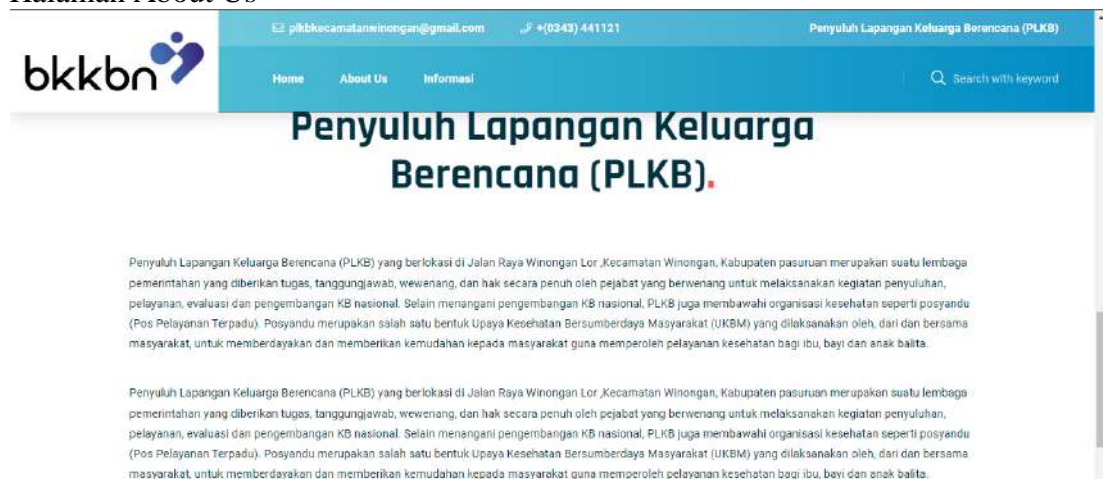 Halaman About Us
plkbkecamatanwinongan@gmail.com +(0343) 441121 Penyuluh Lapangan Keluarga Berencana (PLKB)
bkkbn
Home About Us Informasi Search with keyword
Penyuluh Lapangan Keluarga
Berencana (PLKB).
Penyuluh Lapangan Keluarga Berencana (PLKB) yang berlokasi di Jalan Raya Winongan Lor ,Kecamatan Winongan, Kabupaten pasuruan merupakan suatu lembaga
pemerintahan yang diberikan tugas, tanggungjawab, wewenang, dan hak secara penuh oleh pejabat yang berwenang untuk melaksanakan kegiatan penyuluhan,
pelayanan, evaluasi dan pengembangan KB nasional. Selain menangani pengembangan KB nasional, PLKB juga membawahi organisasi kesehatan seperti posyandu
(Pos Pelayanan Terpadu). Posyandu merupakan salah satu bentuk Upaya Kesehatan Bersumberdaya Masyarakat (UKBM) yang dilaksanakan oleh, dari dan bersama
masyarakat, untuk memberdayakan dan memberikan kemudahan kepada masyarakat guna memperoleh pelayanan kesehatan bagi ibu, bayi dan anak balita.
Penyuluh Lapangan Keluarga Berencana (PLKB) yang berlokasi di Jalan Raya Winongan Lor ,Kecamatan Winongan, Kabupaten pasuruan merupakan suatu lembaga
pemerintahan yang diberikan tugas, tanggungjawab, wewenang, dan hak secara penuh oleh pejabat yang berwenang untuk melaksanakan kegiatan penyuluhan,
pelayanan, evaluasi dan pengembangan KB nasional. Selain menangani pengembangan KB nasional, PLKB juga membawahi organisasi kesehatan seperti posyandu
(Pos Pelayanan Terpadu). Posyandu merupakan salah satu bentuk Upaya Kesehatan Bersumberdaya Masyarakat (UKBM) yang dilaksanakan oleh, dari dan bersama
masyarakat, untuk memberdayakan dan memberikan kemudahan kepada masyarakat guna memperoleh pelayanan kesehatan bagi ibu, bayi dan anak balita.